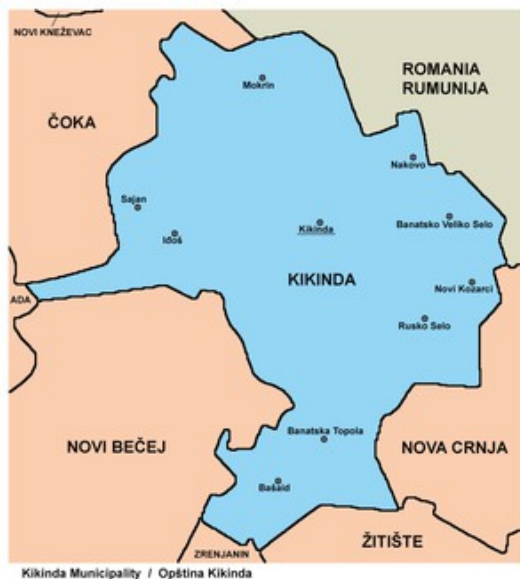 NOVI KNEŽEVAC
ROMANIA
RUMUNIJA
Mokrin
ČOKA
Nakovo
Sajan
Kikinda
Banatsko Veliko Selo
Iđoš
KIKINDA
Novi Kozarci
ADA
Rusko Selo
NOVI BEČEJ
Banatska Topola
NOVA CRNJA
Bašaid
ŽITIŠTE
ZRENJANIN
Kikinda Municipality / Opština Kikinda